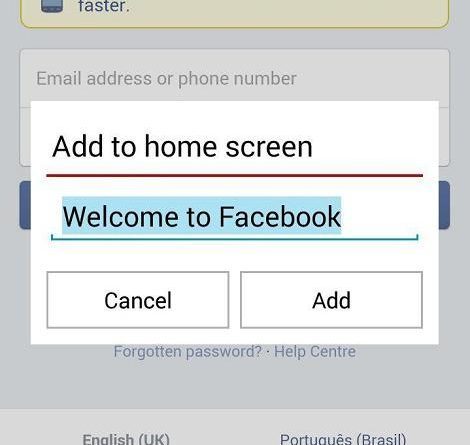 faster.
Email address or phone number
Add to home screen
Welcome to Facebook
Cancel
Add
Forgotten password? · Help Centre
English (UK)
Português (Brasil)